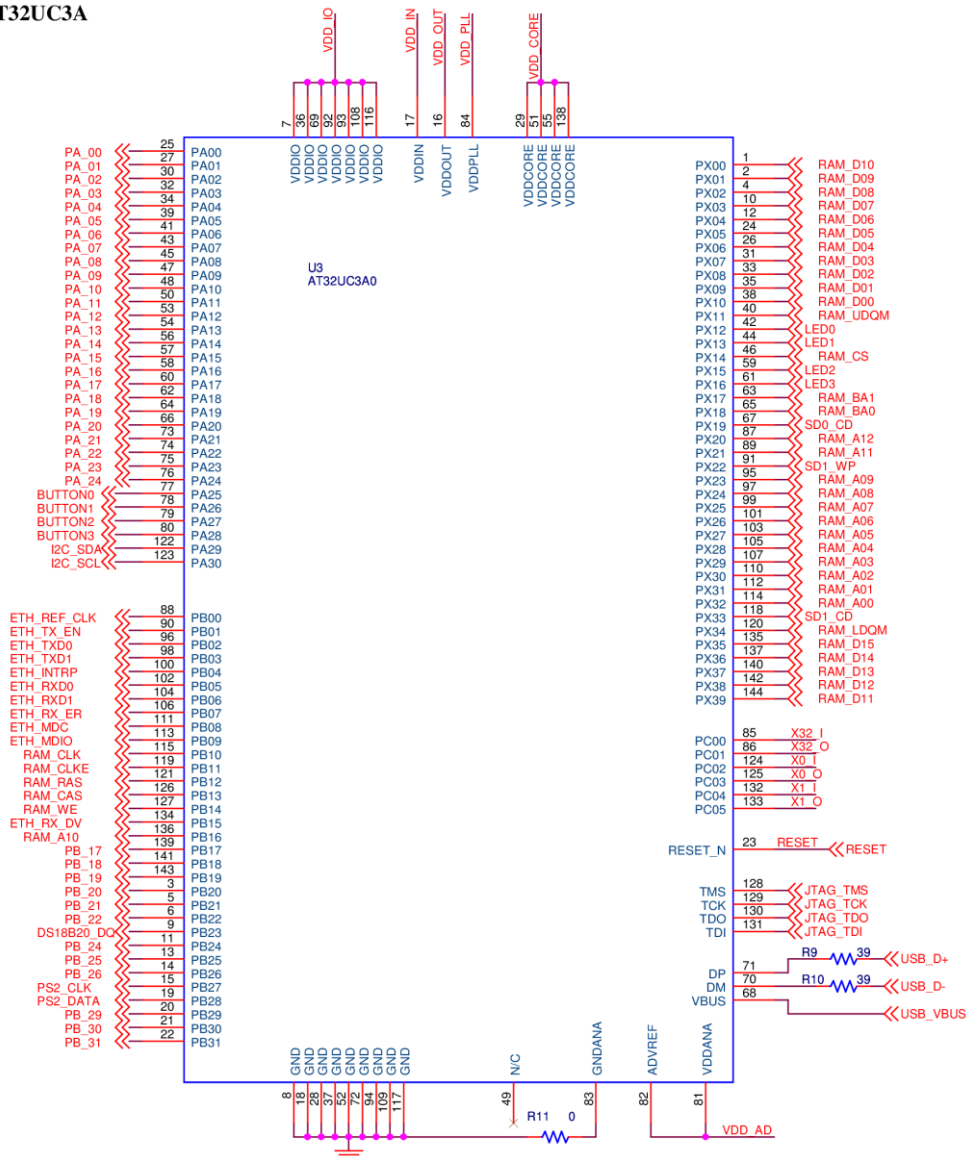 T32UC3A
VDD_IO
VDD_IN
VDD_OUT
VDD_PLL
VDD_CORE
7 36 69 92 93 108 116 17 16 84 29 51 55 138
VDDIO VDDIO VDDIO VDDIO VDDIO VDDIO VDDIO VDDIN VDDOUT VDDPLL VDDCORE VDDCORE VDDCORE VDDCORE
U3
AT32UC3A0
PA_00 25 PA00
PA_01 27 PA01
PA_02 30 PA02
PA_03 32 PA03
PA_04 34 PA04
PA_05 39 PA05
PA_06 41 PA06
PA_07 43 PA07
PA_08 45 PA08
PA_09 47 PA09
PA_10 48 PA10
PA_11 50 PA11
PA_12 53 PA12
PA_13 54 PA13
PA_14 56 PA14
PA_15 57 PA15
PA_16 58 PA16
PA_17 60 PA17
PA_18 62 PA18
PA_19 64 PA19
PA_20 66 PA20
PA_21 73 PA21
PA_22 74 PA22
PA_23 75 PA23
PA_24 76 PA24
BUTTON0 77 PA25
BUTTON1 78 PA26
BUTTON2 79 PA27
BUTTON3 80 PA28
I2C_SDA 122 PA29
I2C_SCL 123 PA30
ETH_REF_CLK 88 PB00
ETH_TX_EN 90 PB01
ETH_TXD0 96 PB02
ETH_TXD1 98 PB03
ETH_INTRP 100 PB04
ETH_RXD0 102 PB05
ETH_RXD1 104 PB06
ETH_RX_ER 106 PB07
ETH_MDC 111 PB08
ETH_MDIO 113 PB09
RAM_CLK 115 PB10
RAM_CLKE 119 PB11
RAM_RAS 121 PB12
RAM_CAS 126 PB13
RAM_WE 127 PB14
ETH_RX_DV 134 PB15
RAM_A10 136 PB16
PB_17 139 PB17
PB_18 141 PB18
PB_19 143 PB19
PB_20 3 PB20
PB_21 5 PB21
PB_22 6 PB22
DS18B20_DQ 9 PB23
PB_24 11 PB24
PB_25 13 PB25
PB_26 14 PB26
PS2_CLK 15 PB27
PS2_DATA 19 PB28
PB_29 20 PB29
PB_30 21 PB30
PB_31 22 PB31
PX00 1 RAM_D10
PX01 2 RAM_D09
PX02 4 RAM_D08
PX03 10 RAM_D07
PX04 12 RAM_D06
PX05 24 RAM_D05
PX06 26 RAM_D04
PX07 31 RAM_D03
PX08 33 RAM_D02
PX09 35 RAM_D01
PX10 38 RAM_D00
PX11 40 RAM_UDQM
PX12 42 LED0
PX13 44 LED1
PX14 46 RAM_CS
PX15 59 LED2
PX16 61 LED3
PX17 63 RAM_BA1
PX18 65 RAM_BA0
PX19 67 SD0_CD
PX20 87 RAM_A12
PX21 89 RAM_A11
PX22 91 SD1_WP
PX23 95 RAM_A09
PX24 97 RAM_A08
PX25 99 RAM_A07
PX26 101 RAM_A06
PX27 103 RAM_A05
PX28 105 RAM_A04
PX29 107 RAM_A03
PX30 110 RAM_A02
PX31 112 RAM_A01
PX32 114 RAM_A00
PX33 118 SD1_CD
PX34 120 RAM_LDQM
PX35 135 RAM_D15
PX36 137 RAM_D14
PX37 140 RAM_D13
PX38 142 RAM_D12
PX39 144 RAM_D11
PC00 85 X32_I
PC01 86 X32_O
PC02 124 X0_I
PC03 125 X0_O
PC04 132 X1_I
PC05 133 X1_O
RESET_N 23 RESET RESET
TMS 128 JTAG_TMS
TCK 129 JTAG_TCK
TDO 130 JTAG_TDO
TDI 131 JTAG_TDI
DP 71 R9 39 USB_D+
DM 70 R10 39 USB_D-
VBUS 68 USB_VBUS
GND GND GND GND GND GND GND GND GND N/C GNDANA ADVREF VDDANA
8 18 28 37 52 72 94 109 117 49 83 82 81
R11 0
VDD_AD